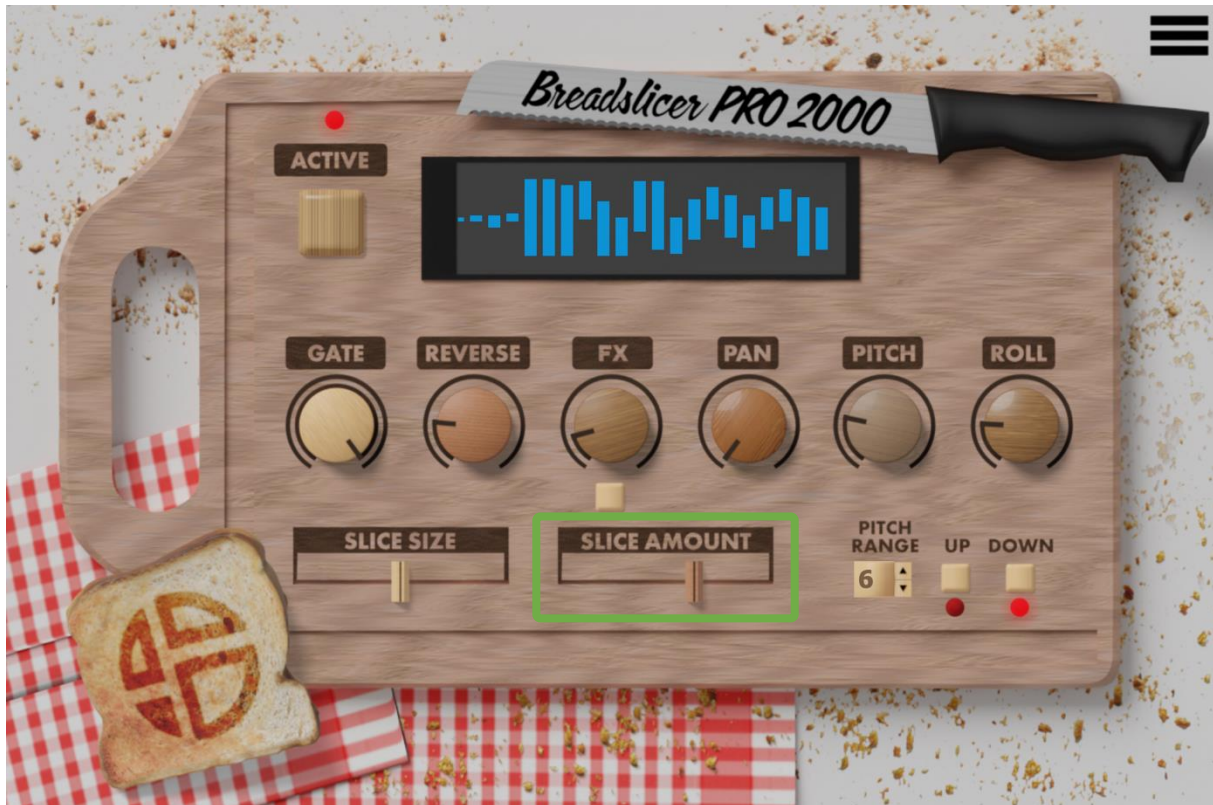 Breadslicer PRO 2000
ACTIVE
GATE
REVERSE
FX
PAN
PITCH
ROLL
SLICE SIZE
SLICE AMOUNT
PITCH
RANGE
UP
DOWN
6